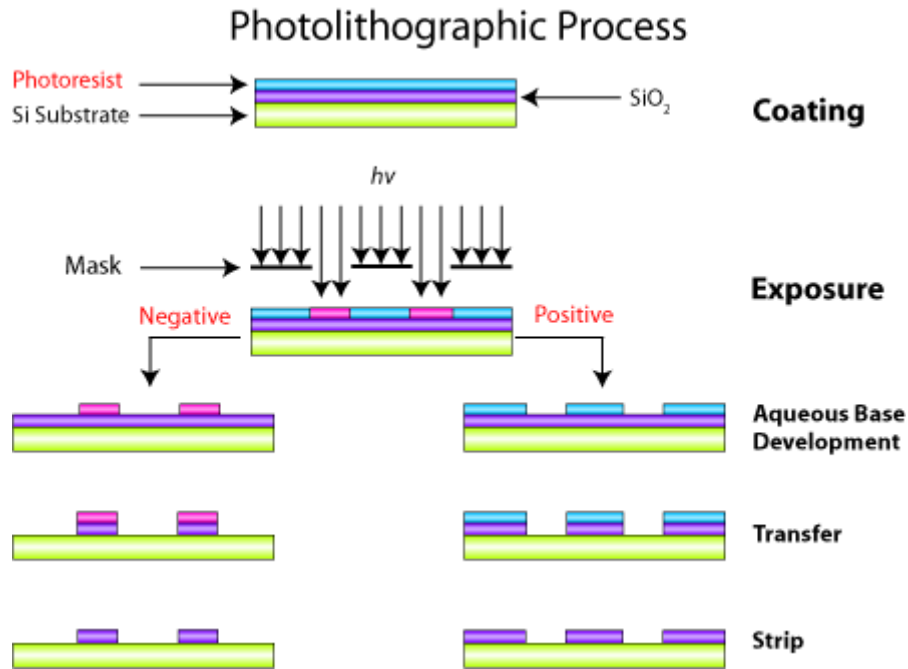 Photolithographic Process
Photoresist
Si Substrate
SiO₂
Coating
hv
Mask
Exposure
Negative
Positive
Aqueous Base
Development
Transfer
Strip